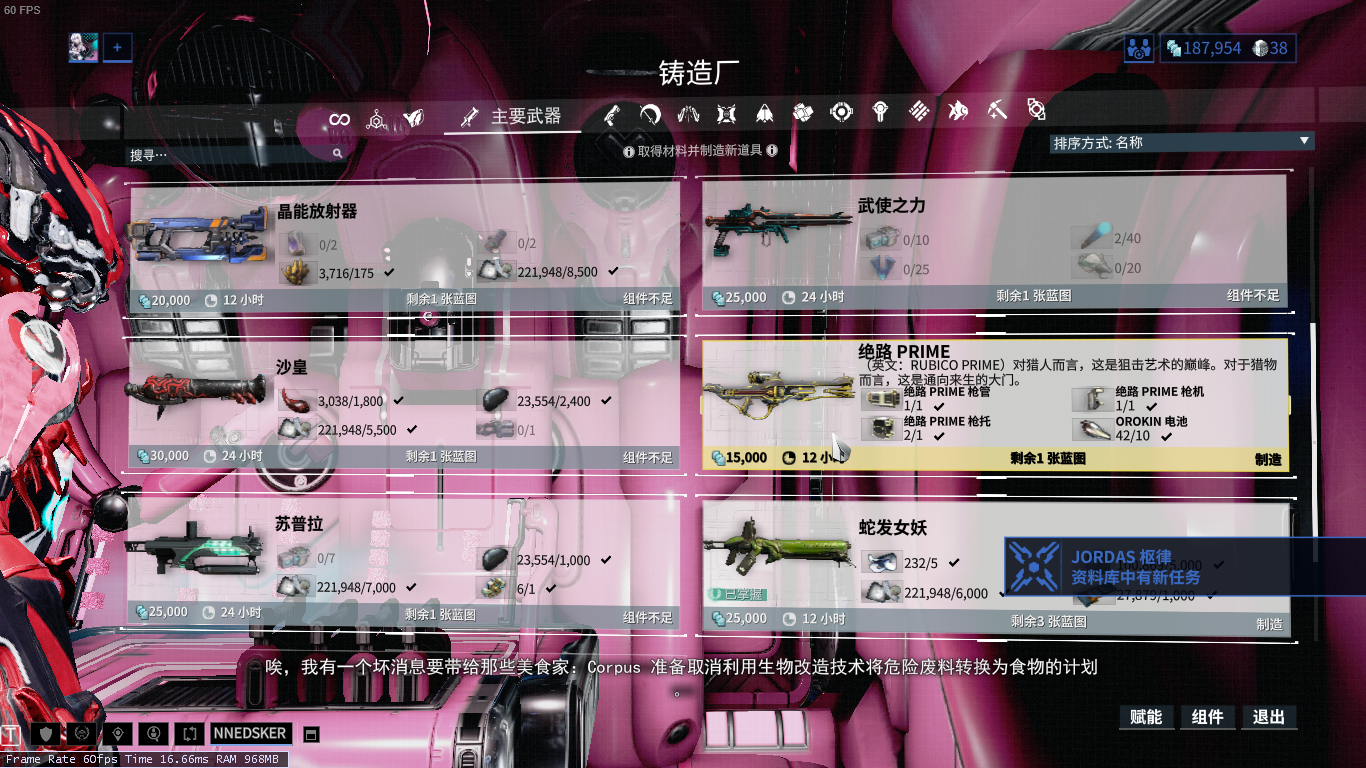 60 FPS
+
187,954
38
铸造厂
主要武器
搜寻…
取得材料并制造新道具
排序方式: 名称
晶能放射器
0/2
0/2
3,716/175
221,948/8,500
20,000
12 小时
剩余1 张蓝图
组件不足
武使之力
0/10
2/40
0/25
0/20
25,000
24 小时
剩余1 张蓝图
组件不足
沙皇
3,038/1,800
23,554/2,400
221,948/5,500
0/1
30,000
24 小时
剩余1 张蓝图
组件不足
绝路 PRIME
（英文：RUBICO PRIME）对猎人而言，这是狙击艺术的巅峰。对于猎物
而言，这是通向来生的大门。
绝路 PRIME 枪管
1/1
绝路 PRIME 枪机
1/1
绝路 PRIME 枪托
2/1
OROKIN 电池
42/10
15,000
12 小
剩余1 张蓝图
制造
苏普拉
0/7
23,554/1,000
221,948/7,000
6/1
25,000
24 小时
剩余1 张蓝图
组件不足
蛇发女妖
232/5
221,948/6,000
27,879/1,000
已掌握
25,000
12 小时
剩余3 张蓝图
制造
JORDAS 枢律
资料库中有新任务
唉，我有一个坏消息要带给那些美食家：Corpus 准备取消利用生物改造技术将危险废料转换为食物的计划
赋能
组件
退出
T
NNEDSKER
Frame Rate 60fps Time 16.66ms RAM 968MB